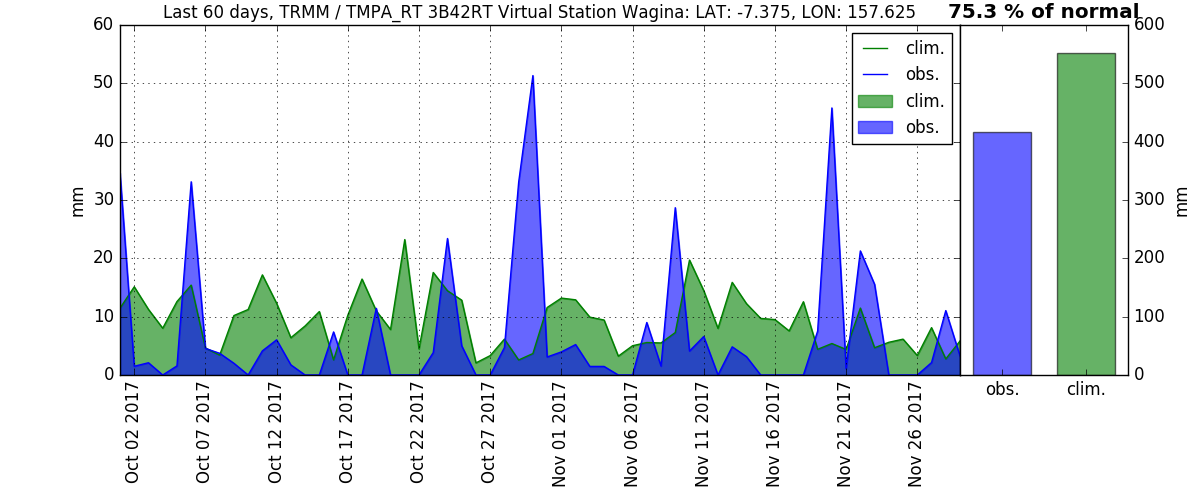 Last 60 days, TRMM / TMPA_RT 3B42RT Virtual Station Wagina: LAT: -7.375, LON: 157.625
75.3 % of normal
60
50
40
30
20
10
0
mm
Oct 02 2017
Oct 07 2017
Oct 12 2017
Oct 17 2017
Oct 22 2017
Oct 27 2017
Nov 01 2017
Nov 06 2017
Nov 11 2017
Nov 16 2017
Nov 21 2017
Nov 26 2017
clim.
obs.
clim.
obs.
600
500
400
300
200
100
0
mm
obs.
clim.